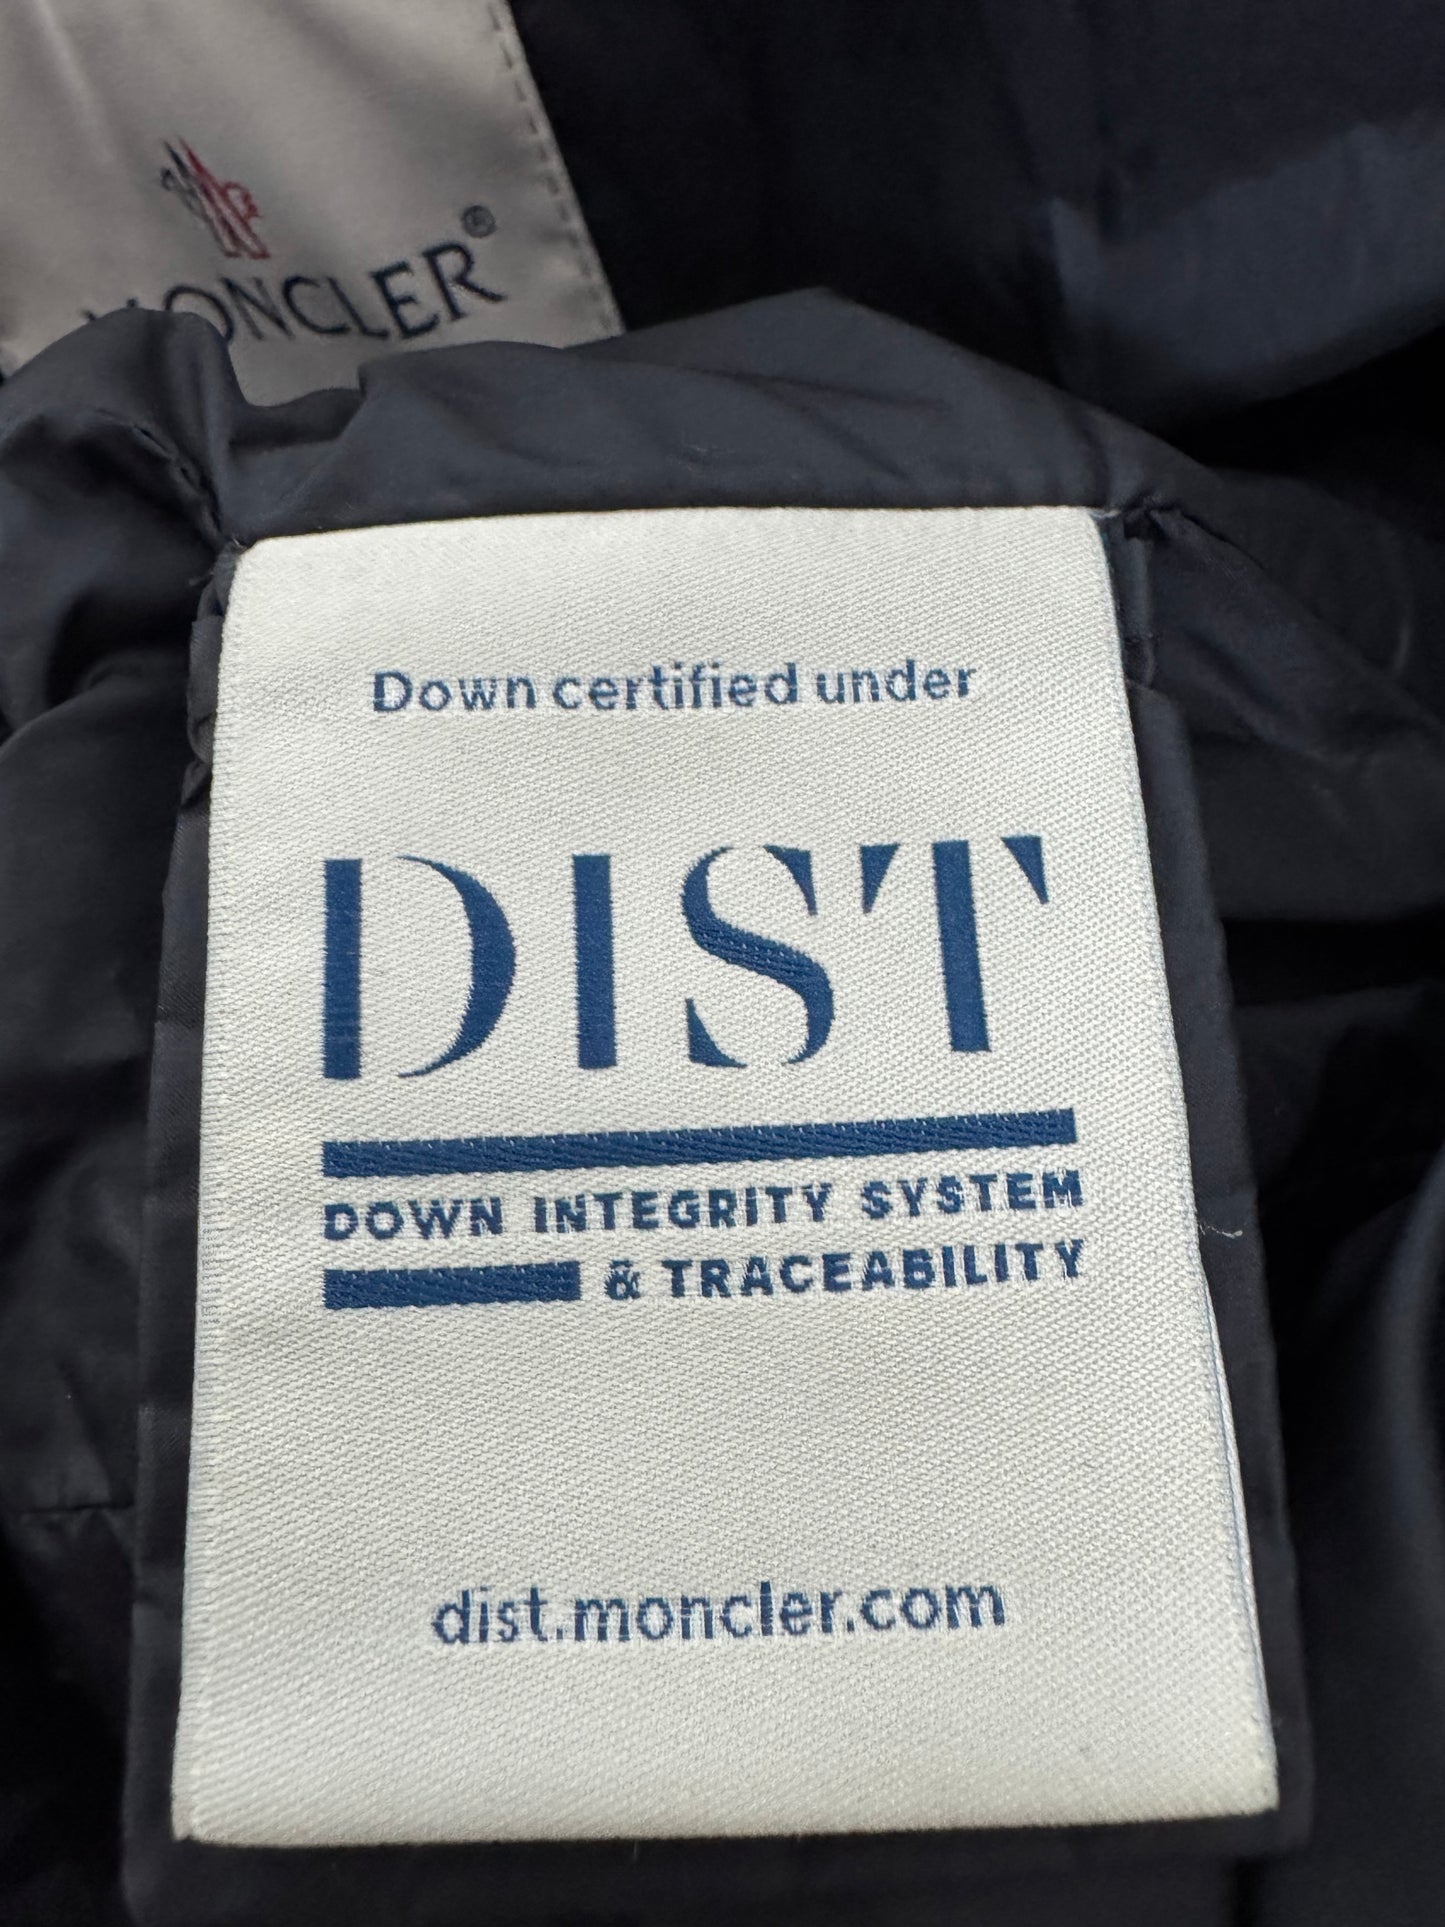 MONCLER®
Down certified under
DIST
DOWN INTEGRITY SYSTEM
& TRACEABILITY
dist.moncler.com